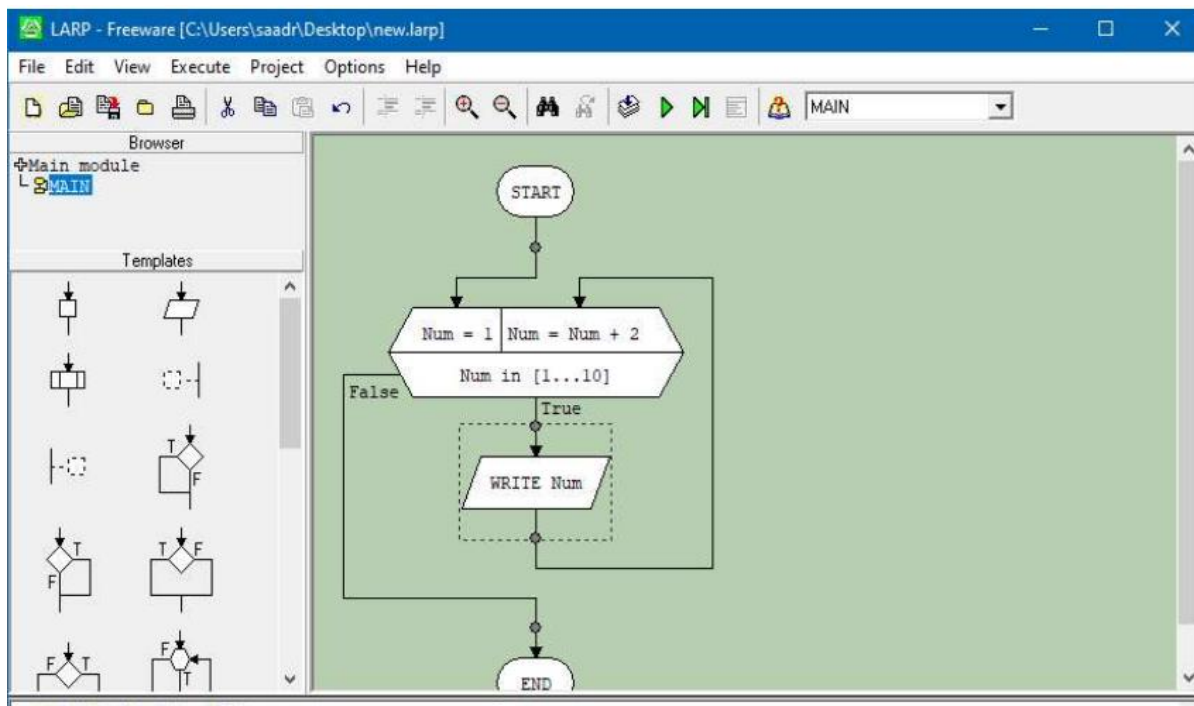 LARP - Freeware [C:\Users\saadr\Desktop\new.larp]
File Edit View Execute Project Options Help
MAIN
Browser
Main module
MAIN
Templates
START
Num = 1 Num = Num + 2
Num in [1...10]
False
True
WRITE Num
END
T
F
T
F
T F
F T
F
T